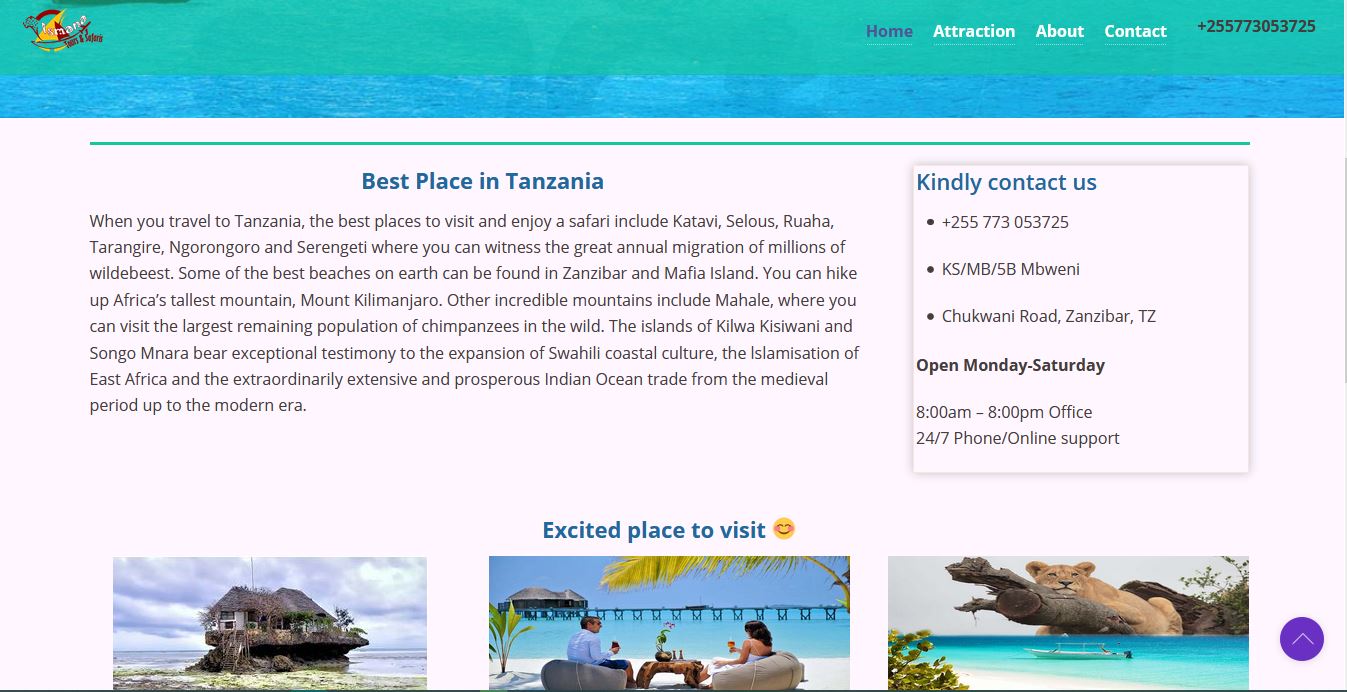 Ismane
Tours & Safaris
Home Attraction About Contact +255773053725
Best Place in Tanzania
When you travel to Tanzania, the best places to visit and enjoy a safari include Katavi, Selous, Ruaha,
Tarangire, Ngorongoro and Serengeti where you can witness the great annual migration of millions of
wildebeest. Some of the best beaches on earth can be found in Zanzibar and Mafia Island. You can hike
up Africa’s tallest mountain, Mount Kilimanjaro. Other incredible mountains include Mahale, where you
can visit the largest remaining population of chimpanzees in the wild. The islands of Kilwa Kisiwani and
Songo Mnara bear exceptional testimony to the expansion of Swahili coastal culture, the lslamisation of
East Africa and the extraordinarily extensive and prosperous Indian Ocean trade from the medieval
period up to the modern era.
Kindly contact us
+255 773 053725
KS/MB/5B Mbweni
Chukwani Road, Zanzibar, TZ
Open Monday-Saturday
8:00am – 8:00pm Office
24/7 Phone/Online support
Excited place to visit 😊